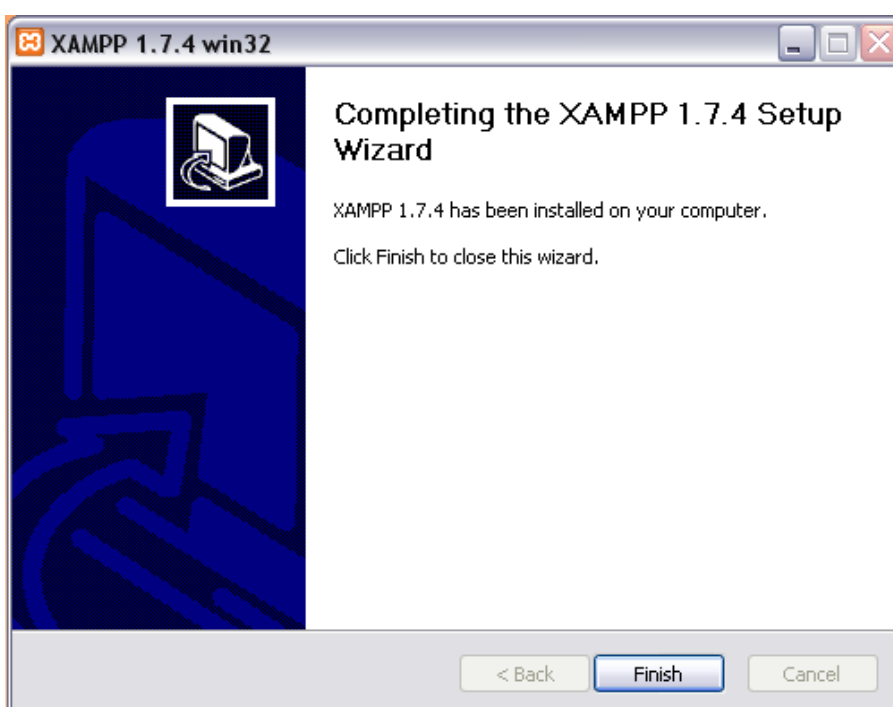 XAMPP 1.7.4 win32
Completing the XAMPP 1.7.4 Setup
Wizard
XAMPP 1.7.4 has been installed on your computer.
Click Finish to close this wizard.
< Back
Finish
Cancel